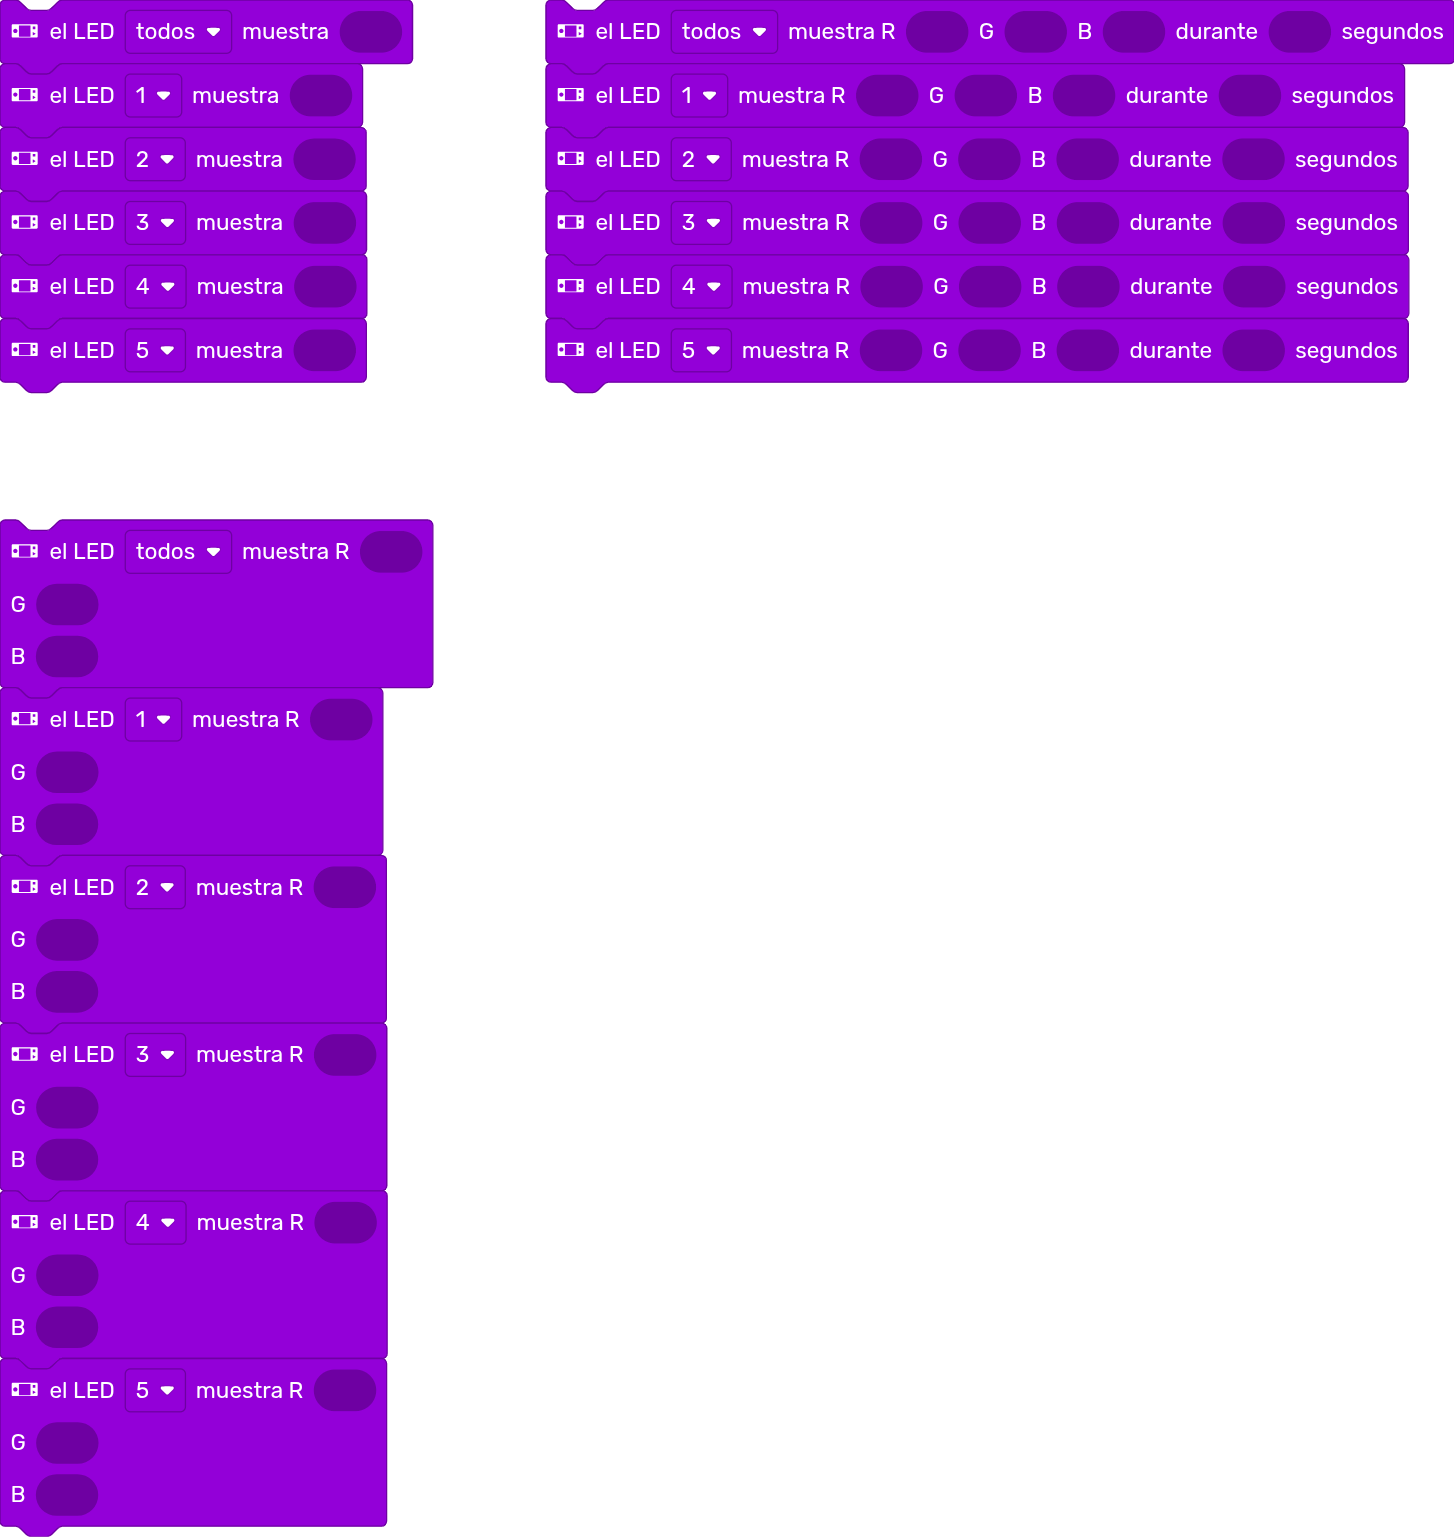 el LED todos muestra
el LED 1 muestra
el LED 2 muestra
el LED 3 muestra
el LED 4 muestra
el LED 5 muestra
el LED todos muestra R G B durante segundos
el LED 1 muestra R G B durante segundos
el LED 2 muestra R G B durante segundos
el LED 3 muestra R G B durante segundos
el LED 4 muestra R G B durante segundos
el LED 5 muestra R G B durante segundos
el LED todos muestra R
G
B
el LED 1 muestra R
G
B
el LED 2 muestra R
G
B
el LED 3 muestra R
G
B
el LED 4 muestra R
G
B
el LED 5 muestra R
G
B